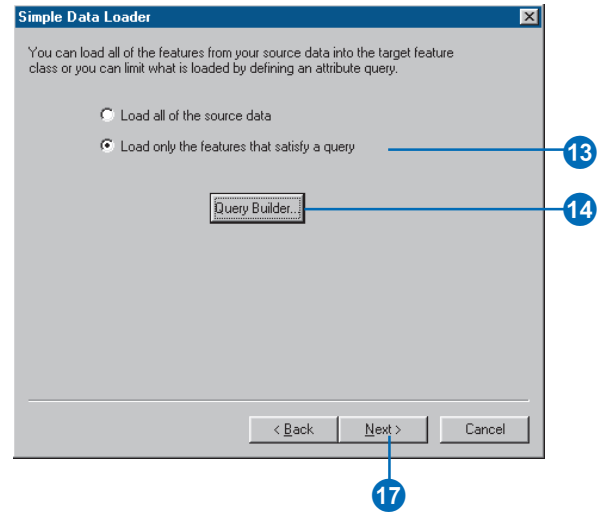 Simple Data Loader
You can load all of the features from your source data into the target feature
class or you can limit what is loaded by defining an attribute query.
Load all of the source data
Load only the features that satisfy a query
13
Query Builder...
14
< Back
Next >
Cancel
17